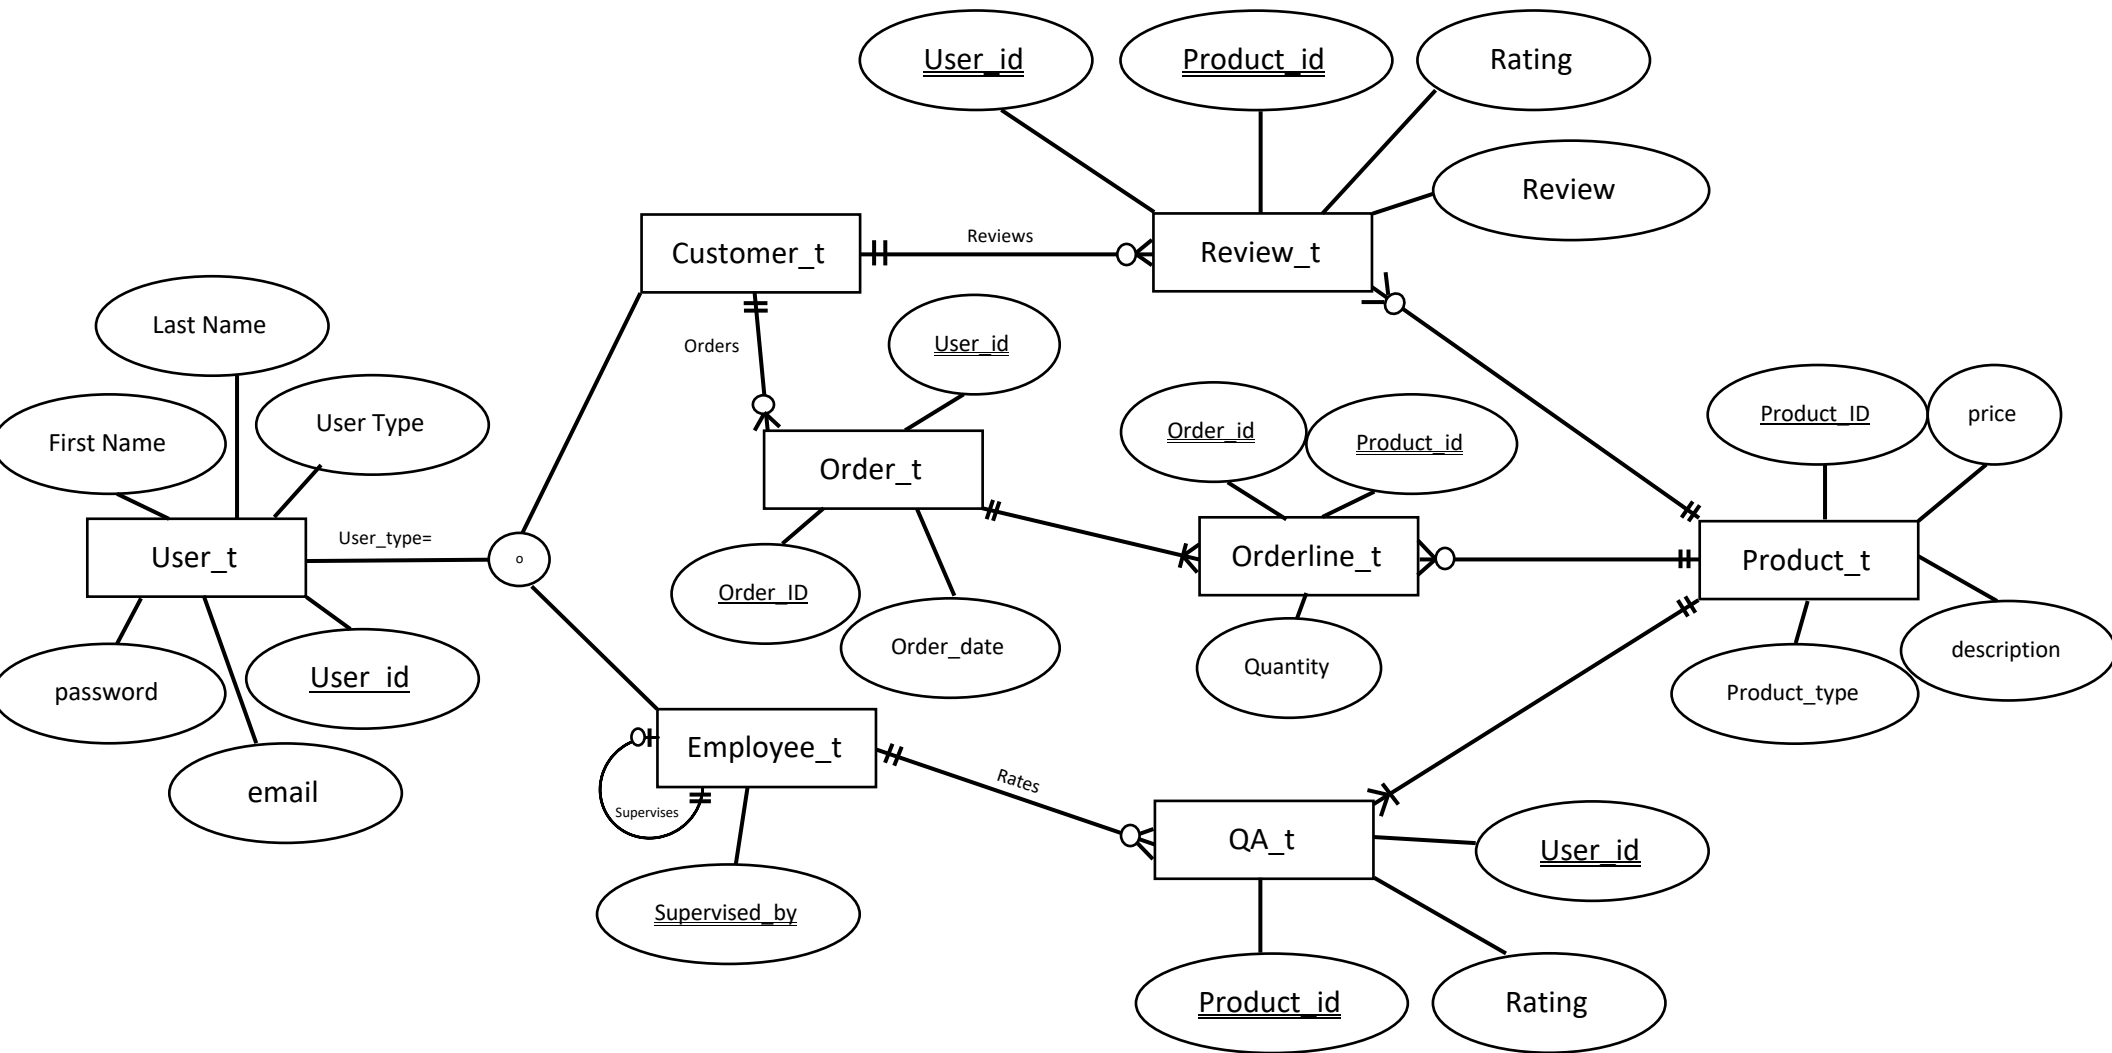 User_id
Product_id
Rating
Review
Customer_t
Reviews
Review_t
Last Name
Orders
User_id
First Name
User Type
Order_t
Order_id
Product_id
Product_ID
price
User_t
User_type=
o
Orderline_t
Product_t
Order_ID
Order_date
Quantity
description
Product_type
password
User_id
email
Employee_t
Supervises
Rates
QA_t
User_id
Supervised_by
Product_id
Rating